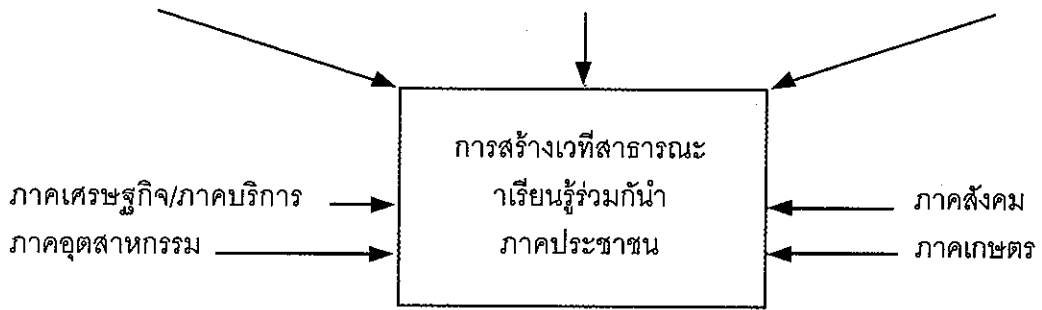 การสร้างเวทีสาธารณะ
ภาคเศรษฐกิจ/ภาคบริการ
าเรียนรู้ร่วมกันำ
ภาคสังคม
ภาคอุตสาหกรรม
ภาคประชาชน
ภาคเกษตร